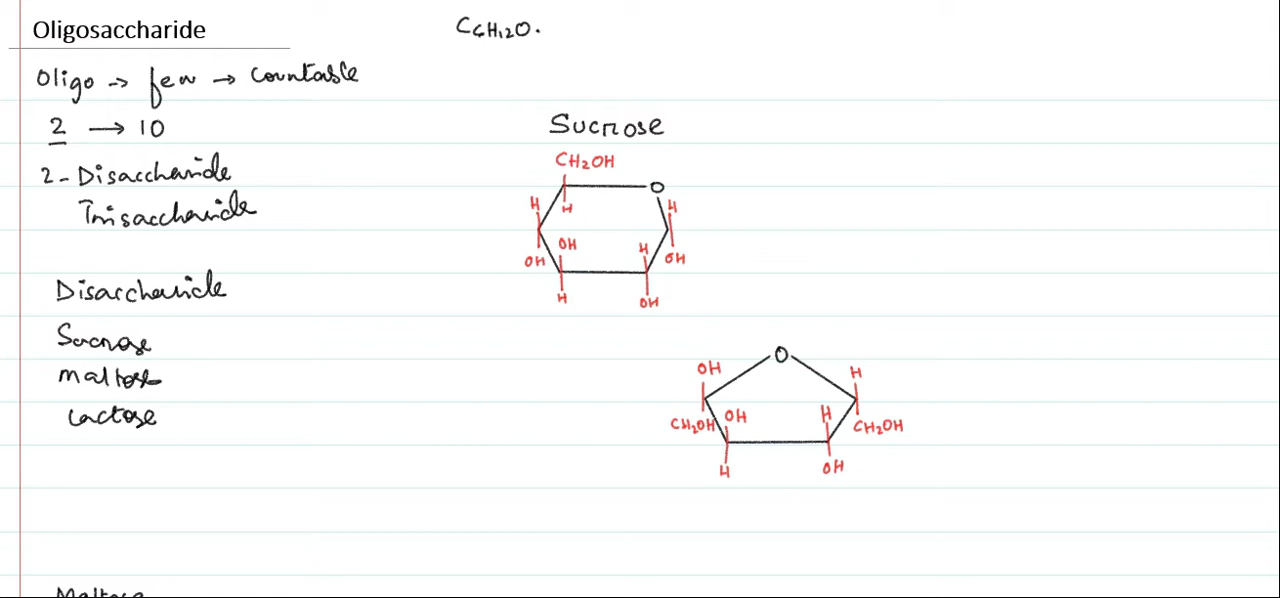 Oligosaccharide
C6H12O.
Oligo → few → Countable
2 → 10
Sucrose
2 - Disaccharide
Trisaccharide
CH2OH
O
H
H
H
OH
H
OH
OH
H
OH
Disaccharide
Sucrose
O
OH
H
maltose
OH
H
CH2OH
CH2OH
Lactose
H
OH
Maltose